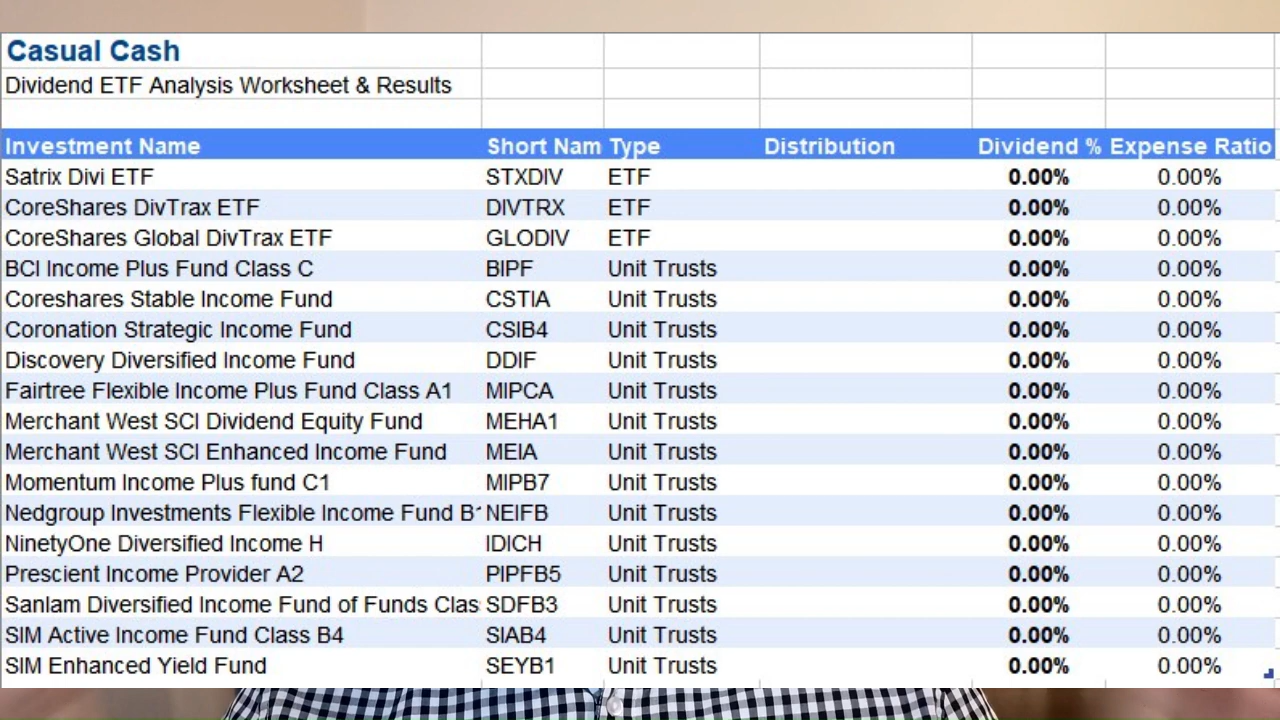 Casual Cash
Dividend ETF Analysis Worksheet & Results
Investment Name Short Nam Type Distribution Dividend % Expense Ratio
Satrix Divi ETF STXDIV ETF 0.00% 0.00%
CoreShares DivTrax ETF DIVTRX ETF 0.00% 0.00%
CoreShares Global DivTrax ETF GLODIV ETF 0.00% 0.00%
BCI Income Plus Fund Class C BIPF Unit Trusts 0.00% 0.00%
Coreshares Stable Income Fund CSTIA Unit Trusts 0.00% 0.00%
Coronation Strategic Income Fund CSIB4 Unit Trusts 0.00% 0.00%
Discovery Diversified Income Fund DDIF Unit Trusts 0.00% 0.00%
Fairtree Flexible Income Plus Fund Class A1 MIPCA Unit Trusts 0.00% 0.00%
Merchant West SCI Dividend Equity Fund MEHA1 Unit Trusts 0.00% 0.00%
Merchant West SCI Enhanced Income Fund MEIA Unit Trusts 0.00% 0.00%
Momentum Income Plus fund C1 MIPB7 Unit Trusts 0.00% 0.00%
Nedgroup Investments Flexible Income Fund B1 NEIFB Unit Trusts 0.00% 0.00%
NinetyOne Diversified Income H IDICH Unit Trusts 0.00% 0.00%
Prescient Income Provider A2 PIPFB5 Unit Trusts 0.00% 0.00%
Sanlam Diversified Income Fund of Funds Clas SDFB3 Unit Trusts 0.00% 0.00%
SIM Active Income Fund Class B4 SIAB4 Unit Trusts 0.00% 0.00%
SIM Enhanced Yield Fund SEYB1 Unit Trusts 0.00% 0.00%